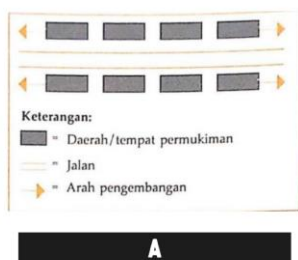 Keterangan:
= Daerah/tempat permukiman
= Jalan
= Arah pengembangan
A